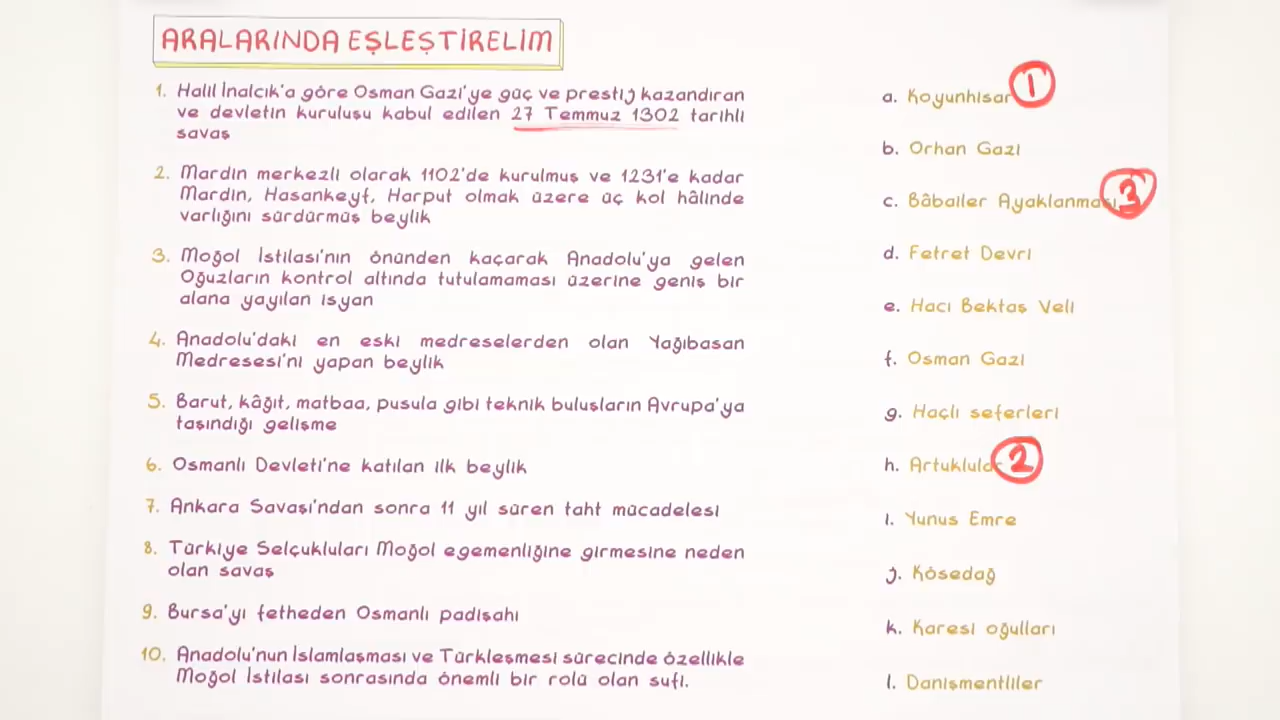 ARALARINDA EŞLEŞTİRELİM
1. Halil İnalcık'a göre Osman Gazi'ye güç ve prestij kazandıran
ve devletin kuruluşu kabul edilen 27 Temmuz 1302 tarihli
savaş
2. Mardin merkezli olarak 1102'de kurulmuş ve 1231'e kadar
Mardin, Hasankeyf, Harput olmak üzere üç kol hâlinde
varlığını sürdürmüş beylik
3. Moğol İstilası'nın önünden kaçarak Anadolu'ya gelen
Oğuzların kontrol altında tutulamaması üzerine geniş bir
alana yayılan isyan
4. Anadolu'daki en eski medreselerden olan Yağıbasan
Medresesi'ni yapan beylik
5. Barut, kâğıt, matbaa, pusula gibi teknik buluşların Avrupa'ya
taşındığı gelişme
6. Osmanlı Devleti'ne katılan ilk beylik
7. Ankara Savaşı'ndan sonra 11 yıl süren taht mücadelesi
8. Türkiye Selçukluları Moğol egemenliğine girmesine neden
olan savaş
9. Bursa'yı fetheden Osmanlı padişahı
10. Anadolu'nun İslamlaşması ve Türkleşmesi sürecinde özellikle
Moğol İstilası sonrasında önemli bir rolü olan sufi.
a. Koyunhisar 1
b. Orhan Gazi
c. Bâbailer Ayaklanması 3
d. Fetret Devri
e. Hacı Bektaş Veli
f. Osman Gazi
g. Haçlı seferleri
h. Artuklular 2
ı. Yunus Emre
j. Kösedağ
k. Karesi oğulları
l. Danişmentliler